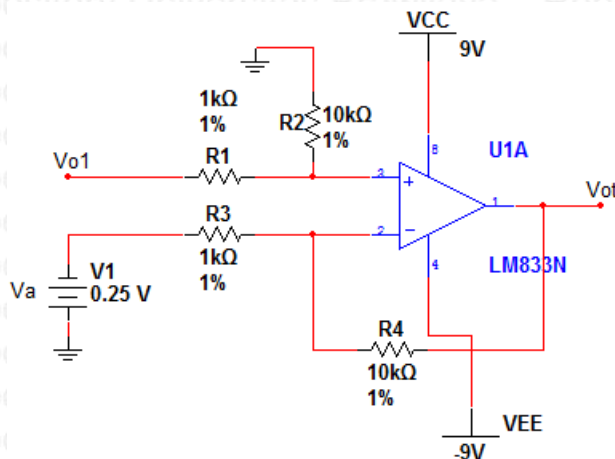 VCC
9V
1kΩ
1%
R1
R2
10kΩ
1%
U1A
Vo1
3
8
2
1
4
Vot
R3
1kΩ
1%
LM833N
Va
V1
0.25 V
R4
10kΩ
1%
VEE
-9V